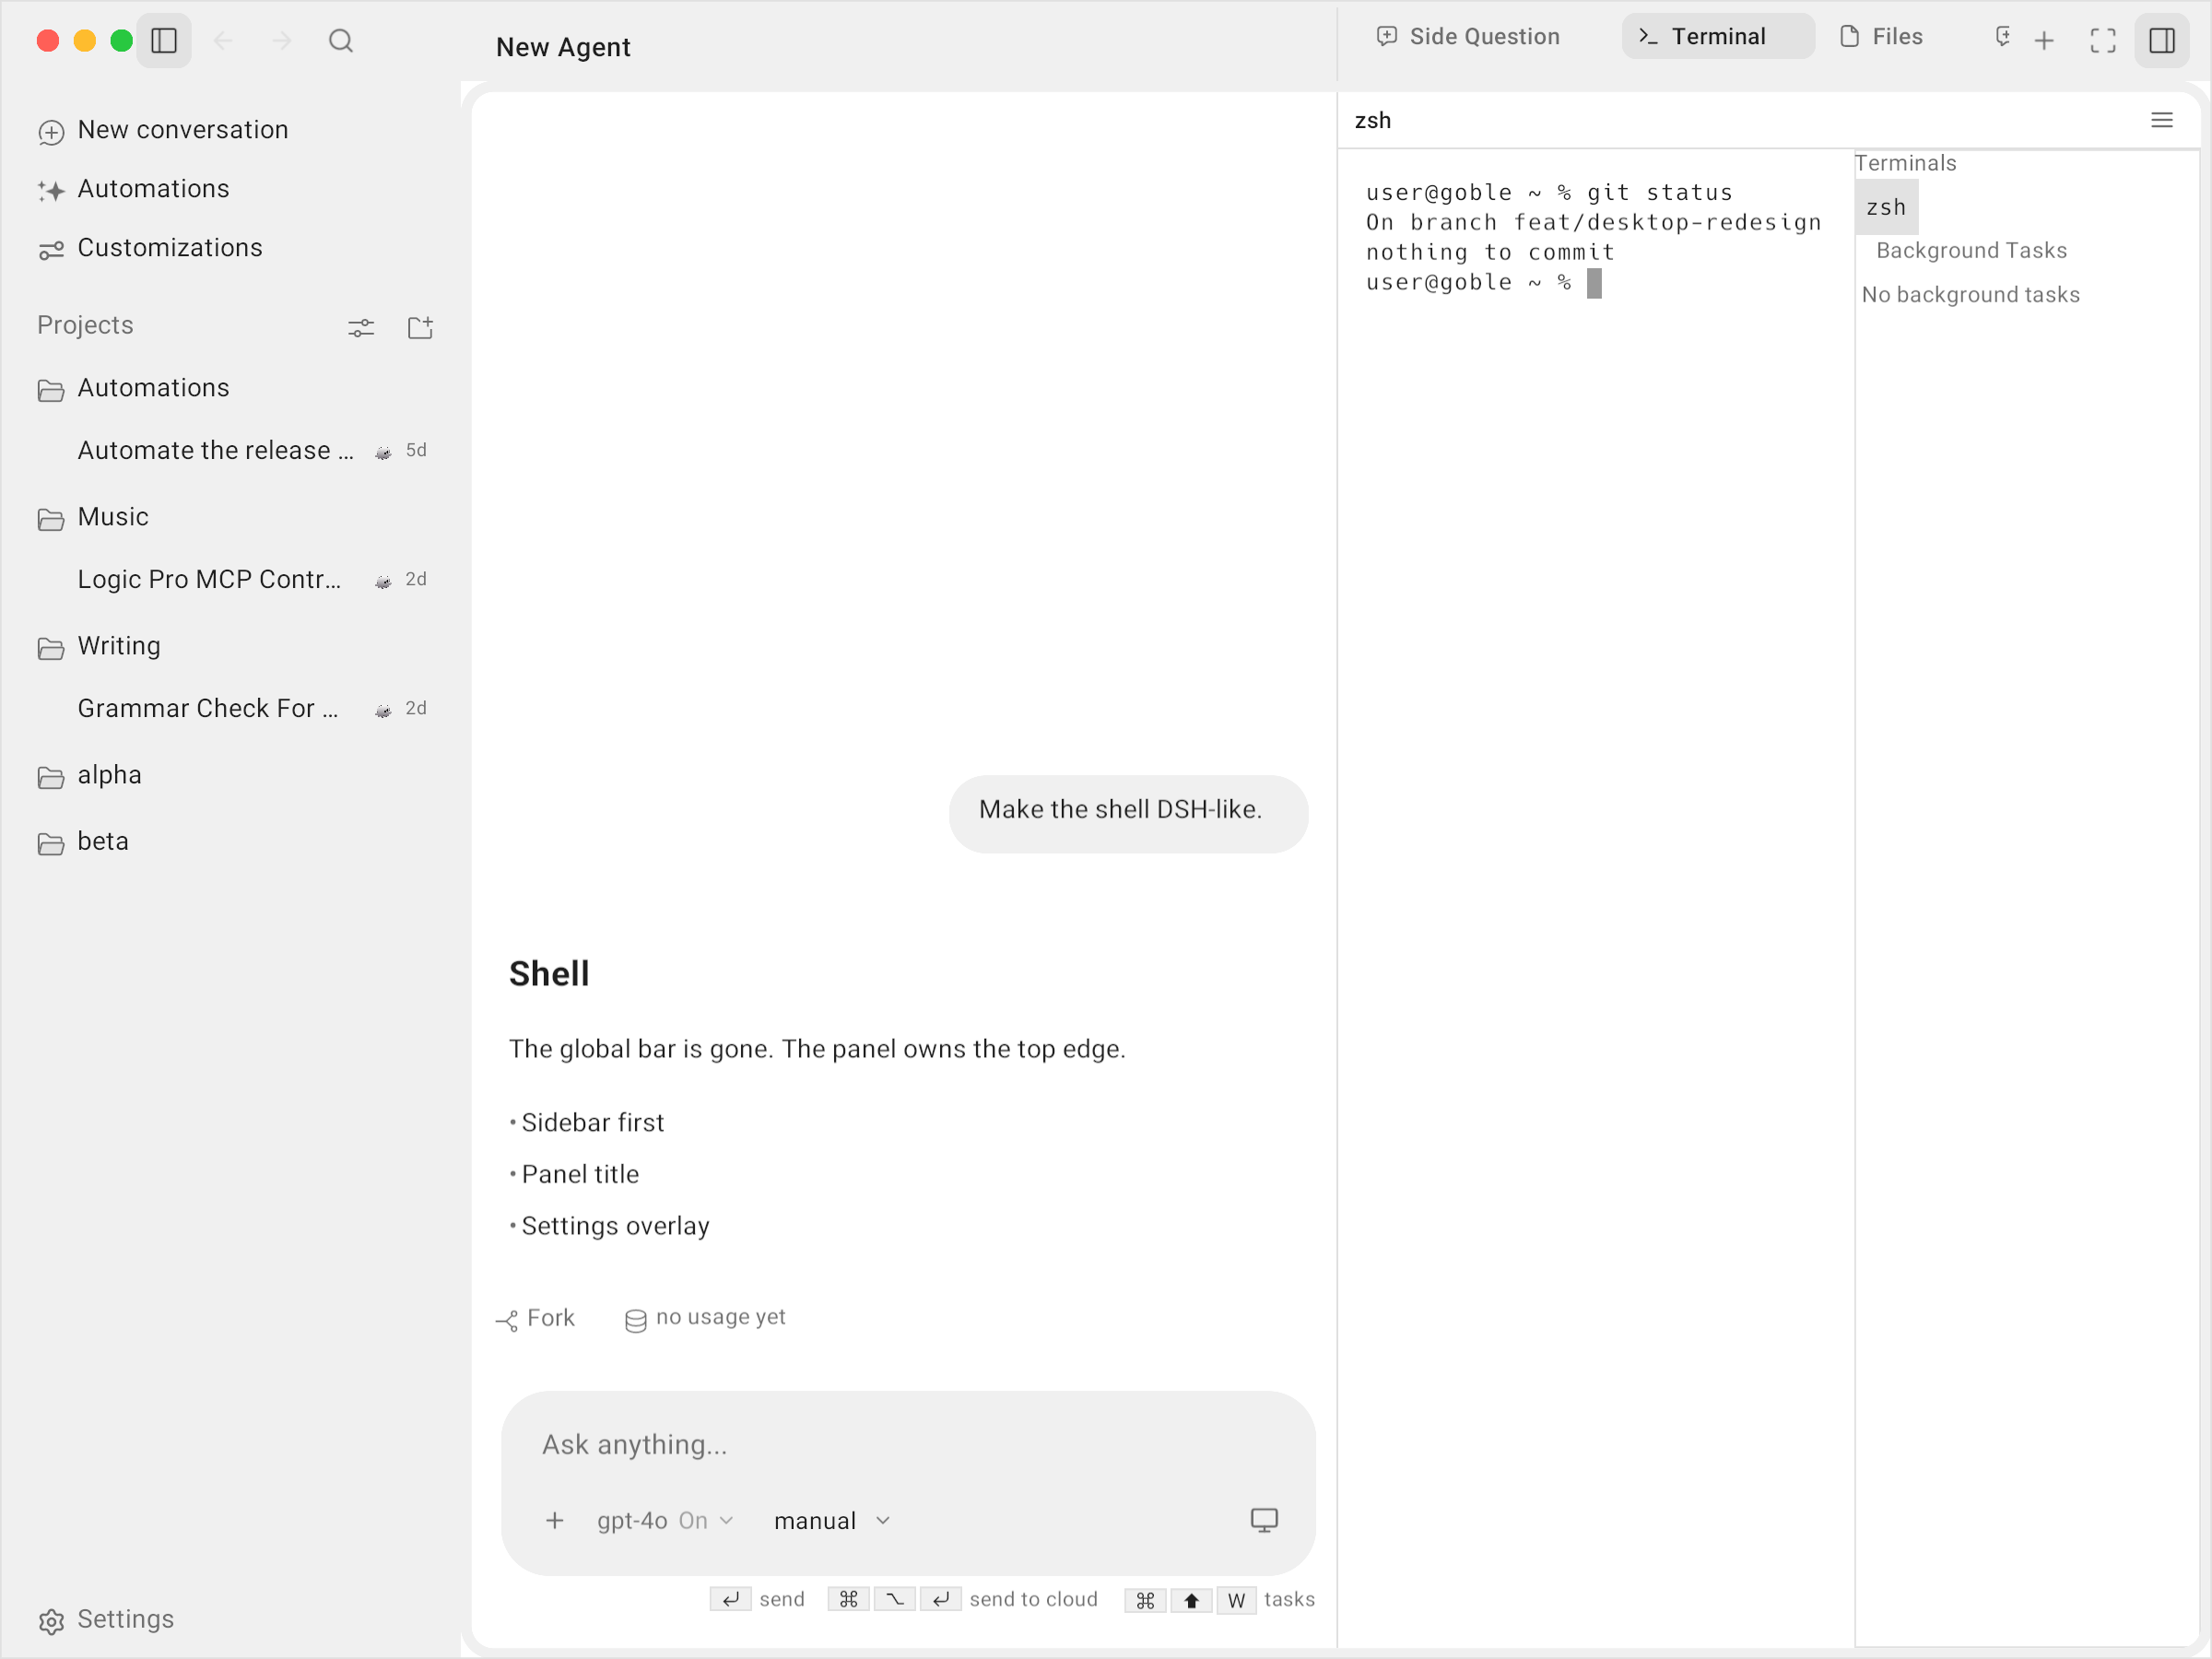 New Agent
Side Question
Terminal
Files
New conversation
Automations
Customizations
Projects
Automations
Automate the release ... 5d
Music
Logic Pro MCP Contr... 2d
Writing
Grammar Check For ... 2d
alpha
beta
Settings
Make the shell DSH-like.
Shell
The global bar is gone. The panel owns the top edge.
• Sidebar first
• Panel title
• Settings overlay
Fork no usage yet
Ask anything...
gpt-4o On manual
send ⌘ ⌥ send to cloud ⌘ W tasks
zsh
user@goble ~ % git status
On branch feat/desktop-redesign
nothing to commit
user@goble ~ %
Terminals
zsh
Background Tasks
No background tasks